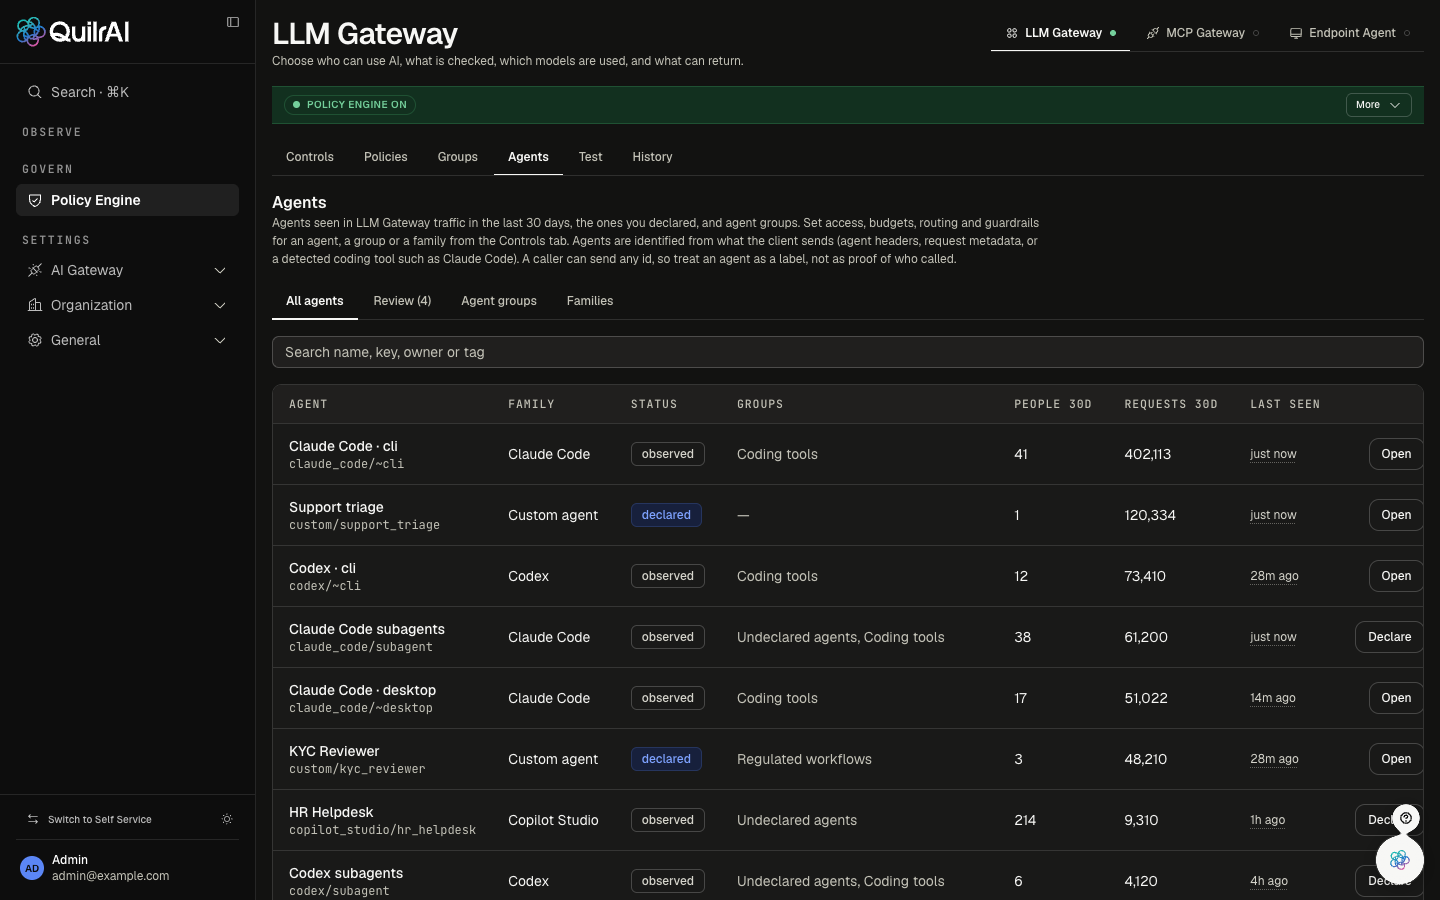 QuilrAI
Search · ⌘K
OBSERVE
GOVERN
Policy Engine
SETTINGS
AI Gateway
Organization
General
Switch to Self Service
AD
Admin
admin@example.com
LLM Gateway
Choose who can use AI, what is checked, which models are used, and what can return.
LLM Gateway
MCP Gateway
Endpoint Agent
POLICY ENGINE ON
More
Controls Policies Groups Agents Test History
Agents
Agents seen in LLM Gateway traffic in the last 30 days, the ones you declared, and agent groups. Set access, budgets, routing and guardrails
for an agent, a group or a family from the Controls tab. Agents are identified from what the client sends (agent headers, request metadata, or
a detected coding tool such as Claude Code). A caller can send any id, so treat an agent as a label, not as proof of who called.
All agents Review (4) Agent groups Families
Search name, key, owner or tag
AGENT FAMILY STATUS GROUPS PEOPLE 30D REQUESTS 30D LAST SEEN
Claude Code · cli
claude_code/~cli
Claude Code observed Coding tools 41 402,113 just now Open
Support triage
custom/support_triage
Custom agent declared — 1 120,334 just now Open
Codex · cli
codex/~cli
Codex observed Coding tools 12 73,410 28m ago Open
Claude Code subagents
claude_code/subagent
Claude Code observed Undeclared agents, Coding tools 38 61,200 just now Declare
Claude Code · desktop
claude_code/~desktop
Claude Code observed Coding tools 17 51,022 14m ago Open
KYC Reviewer
custom/kyc_reviewer
Custom agent declared Regulated workflows 3 48,210 28m ago Open
HR Helpdesk
copilot_studio/hr_helpdesk
Copilot Studio observed Undeclared agents 214 9,310 1h ago
Codex subagents
codex/subagent
Codex observed Undeclared agents, Coding tools 6 4,120 4h ago